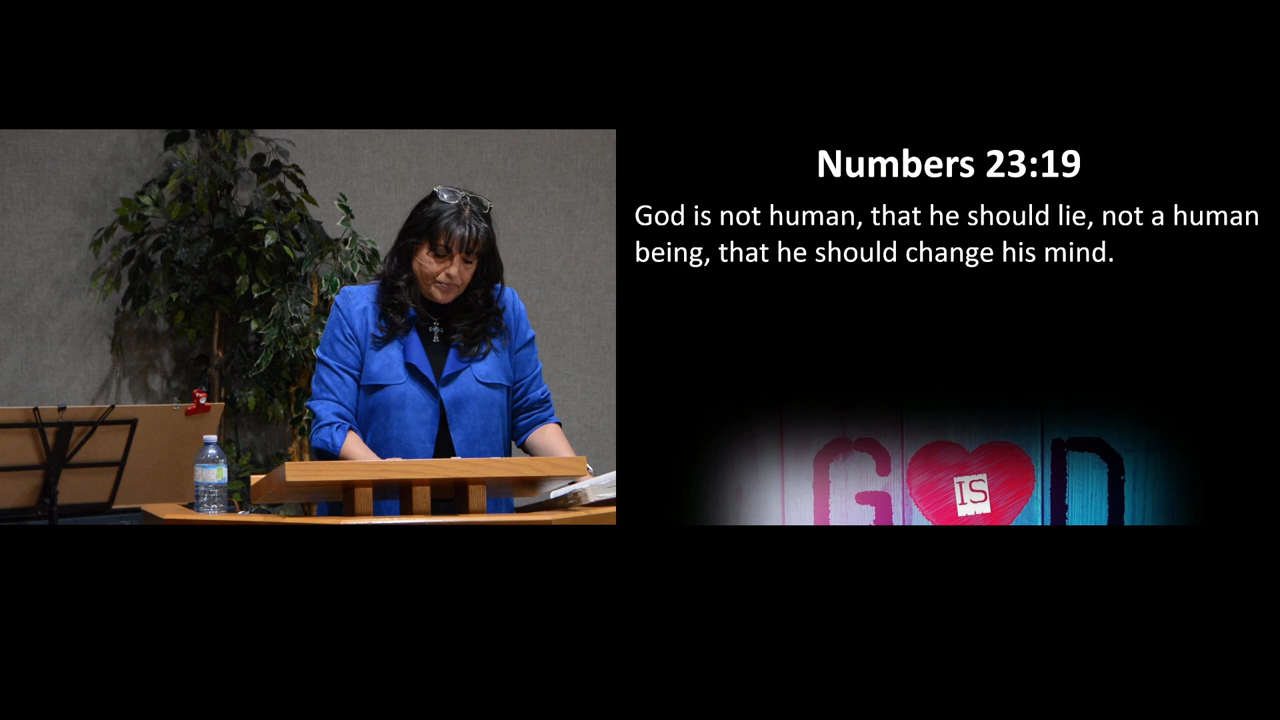 Numbers 23:19
God is not human, that he should lie, not a human
being, that he should change his mind.
G IS D